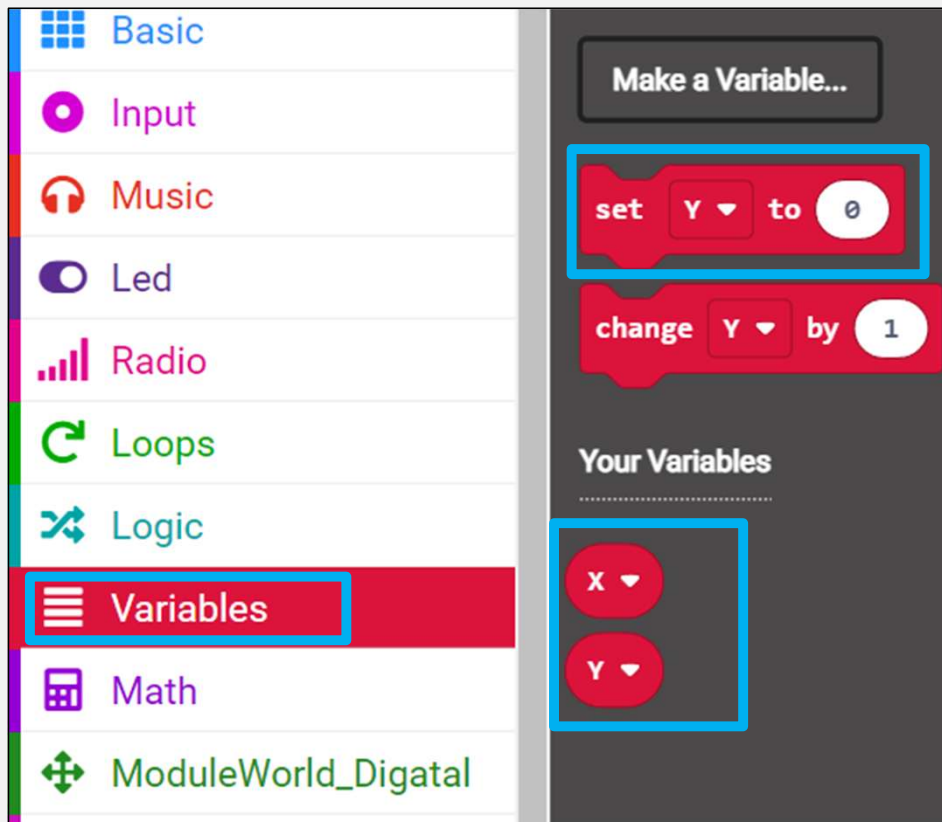 Basic
Input
Music
Led
Radio
Loops
Logic
Variables
Math
ModuleWorld_Digatal
Make a Variable...
set Y to 0
change Y by 1
Your Variables
X
Y